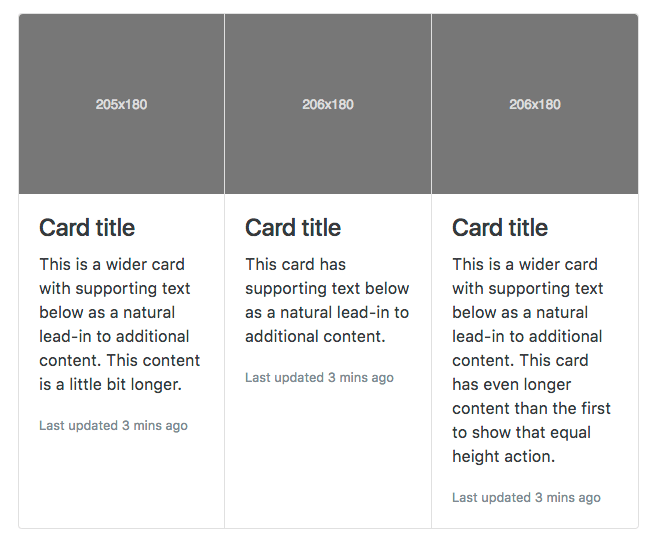 205x180
206x180
206x180
Card title
This is a wider card
with supporting text
below as a natural
lead-in to additional
content. This content
is a little bit longer.
Last updated 3 mins ago
Card title
This card has
supporting text below
as a natural lead-in to
additional content.
Last updated 3 mins ago
Card title
This is a wider card
with supporting text
below as a natural
lead-in to additional
content. This card
has even longer
content than the first
to show that equal
height action.
Last updated 3 mins ago